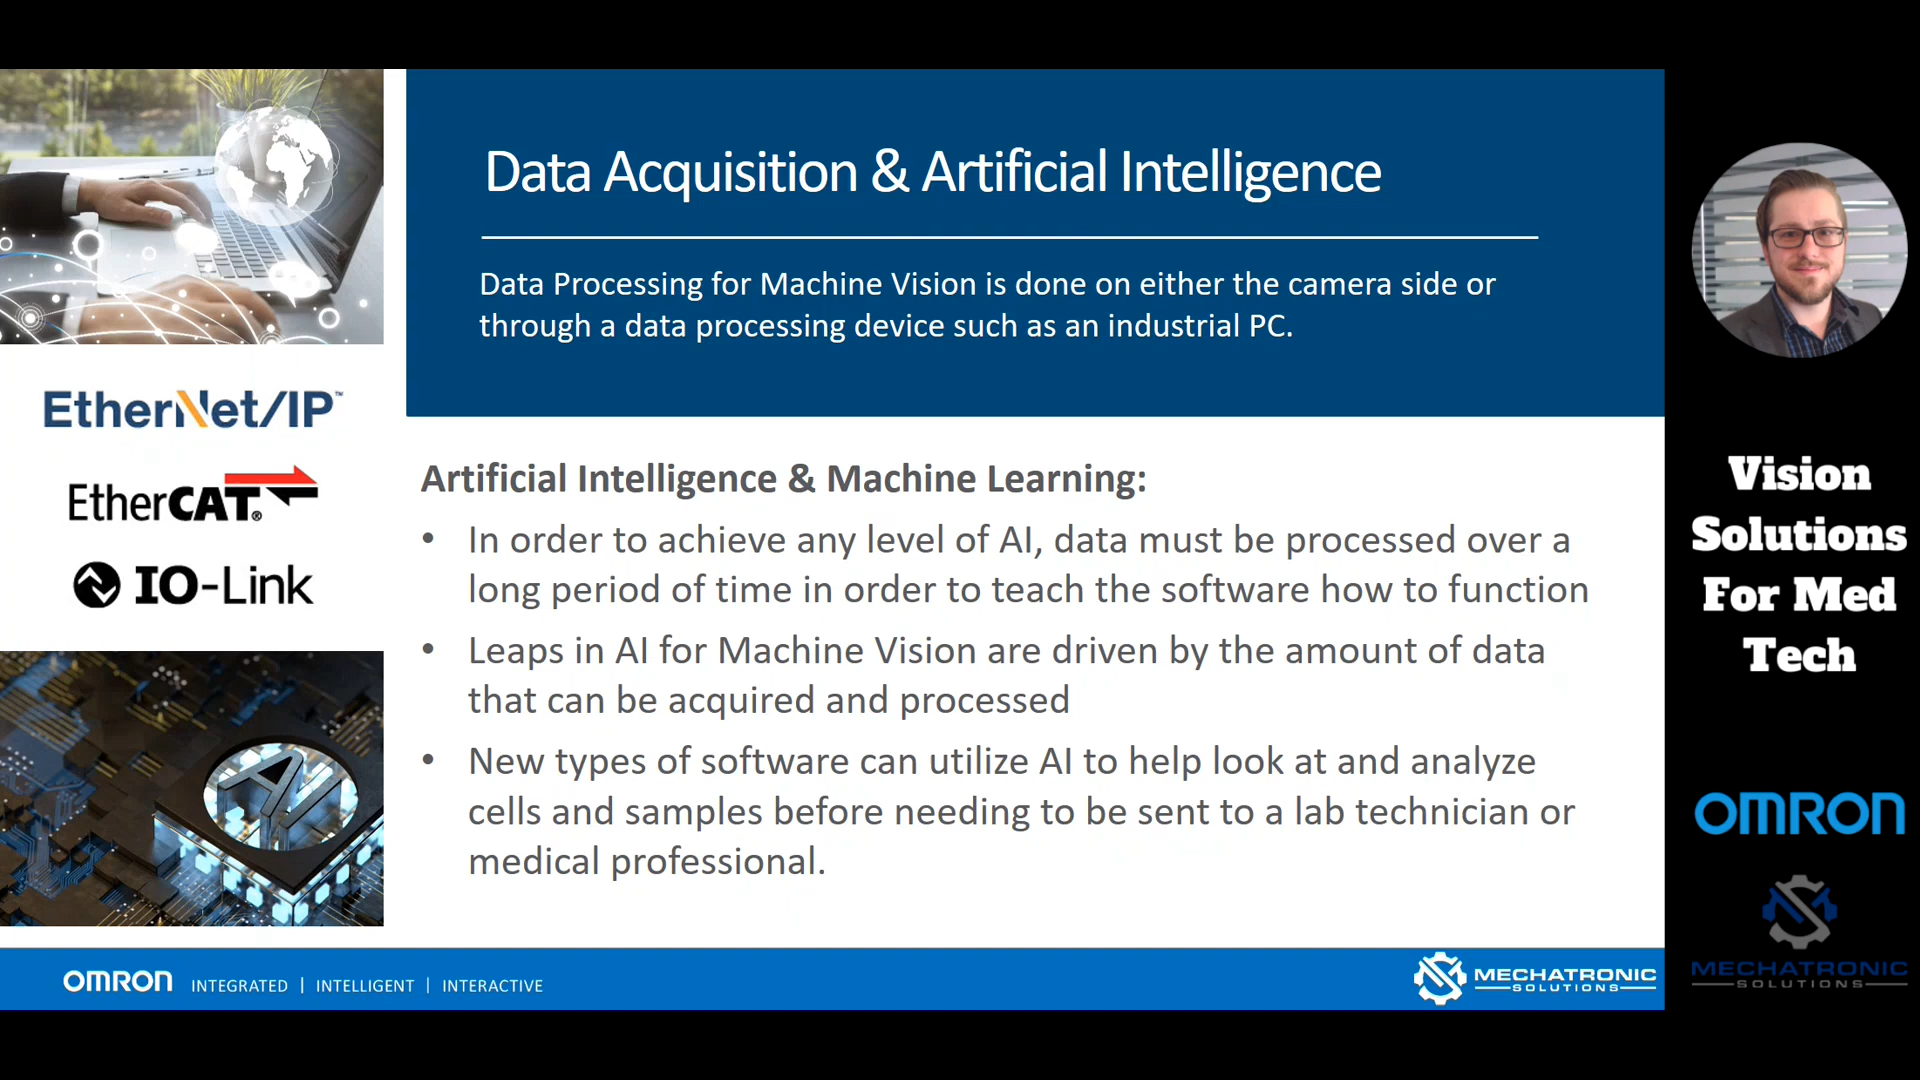 Data Acquisition & Artificial Intelligence
Data Processing for Machine Vision is done on either the camera side or
through a data processing device such as an industrial PC.
EtherNet/IP™
EtherCAT®
IO-Link
AI
Artificial Intelligence & Machine Learning:
• In order to achieve any level of AI, data must be processed over a
long period of time in order to teach the software how to function
• Leaps in AI for Machine Vision are driven by the amount of data
that can be acquired and processed
• New types of software can utilize AI to help look at and analyze
cells and samples before needing to be sent to a lab technician or
medical professional.
OMRON INTEGRATED | INTELLIGENT | INTERACTIVE
MECHATRONIC
SOLUTIONS
Vision
Solutions
For Med
Tech
OMRON
MECHATRONIC
SOLUTIONS